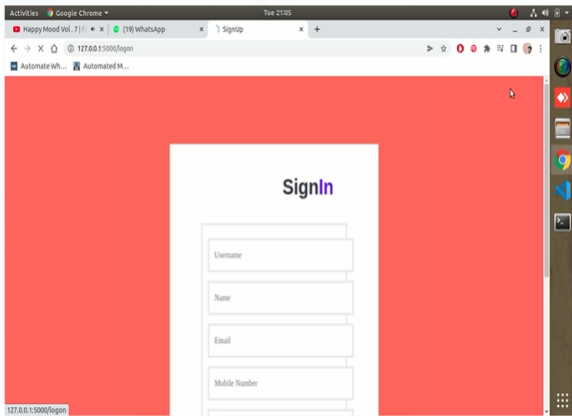 Activities Google Chrome Tue 21:05
Happy Mood Vol. 7 | (19) WhatsApp SignUp
127.0.0.1:5000/logon
Automate Wh... Automated M...
SignIn
Username
Name
Email
Mobile Number
127.0.0.1:5000/logon